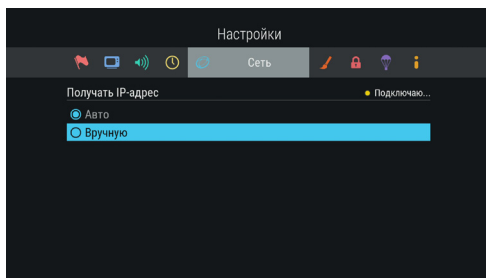 Настройки
Сеть
Получать IP-адрес
Подключаю...
Авто
Вручную